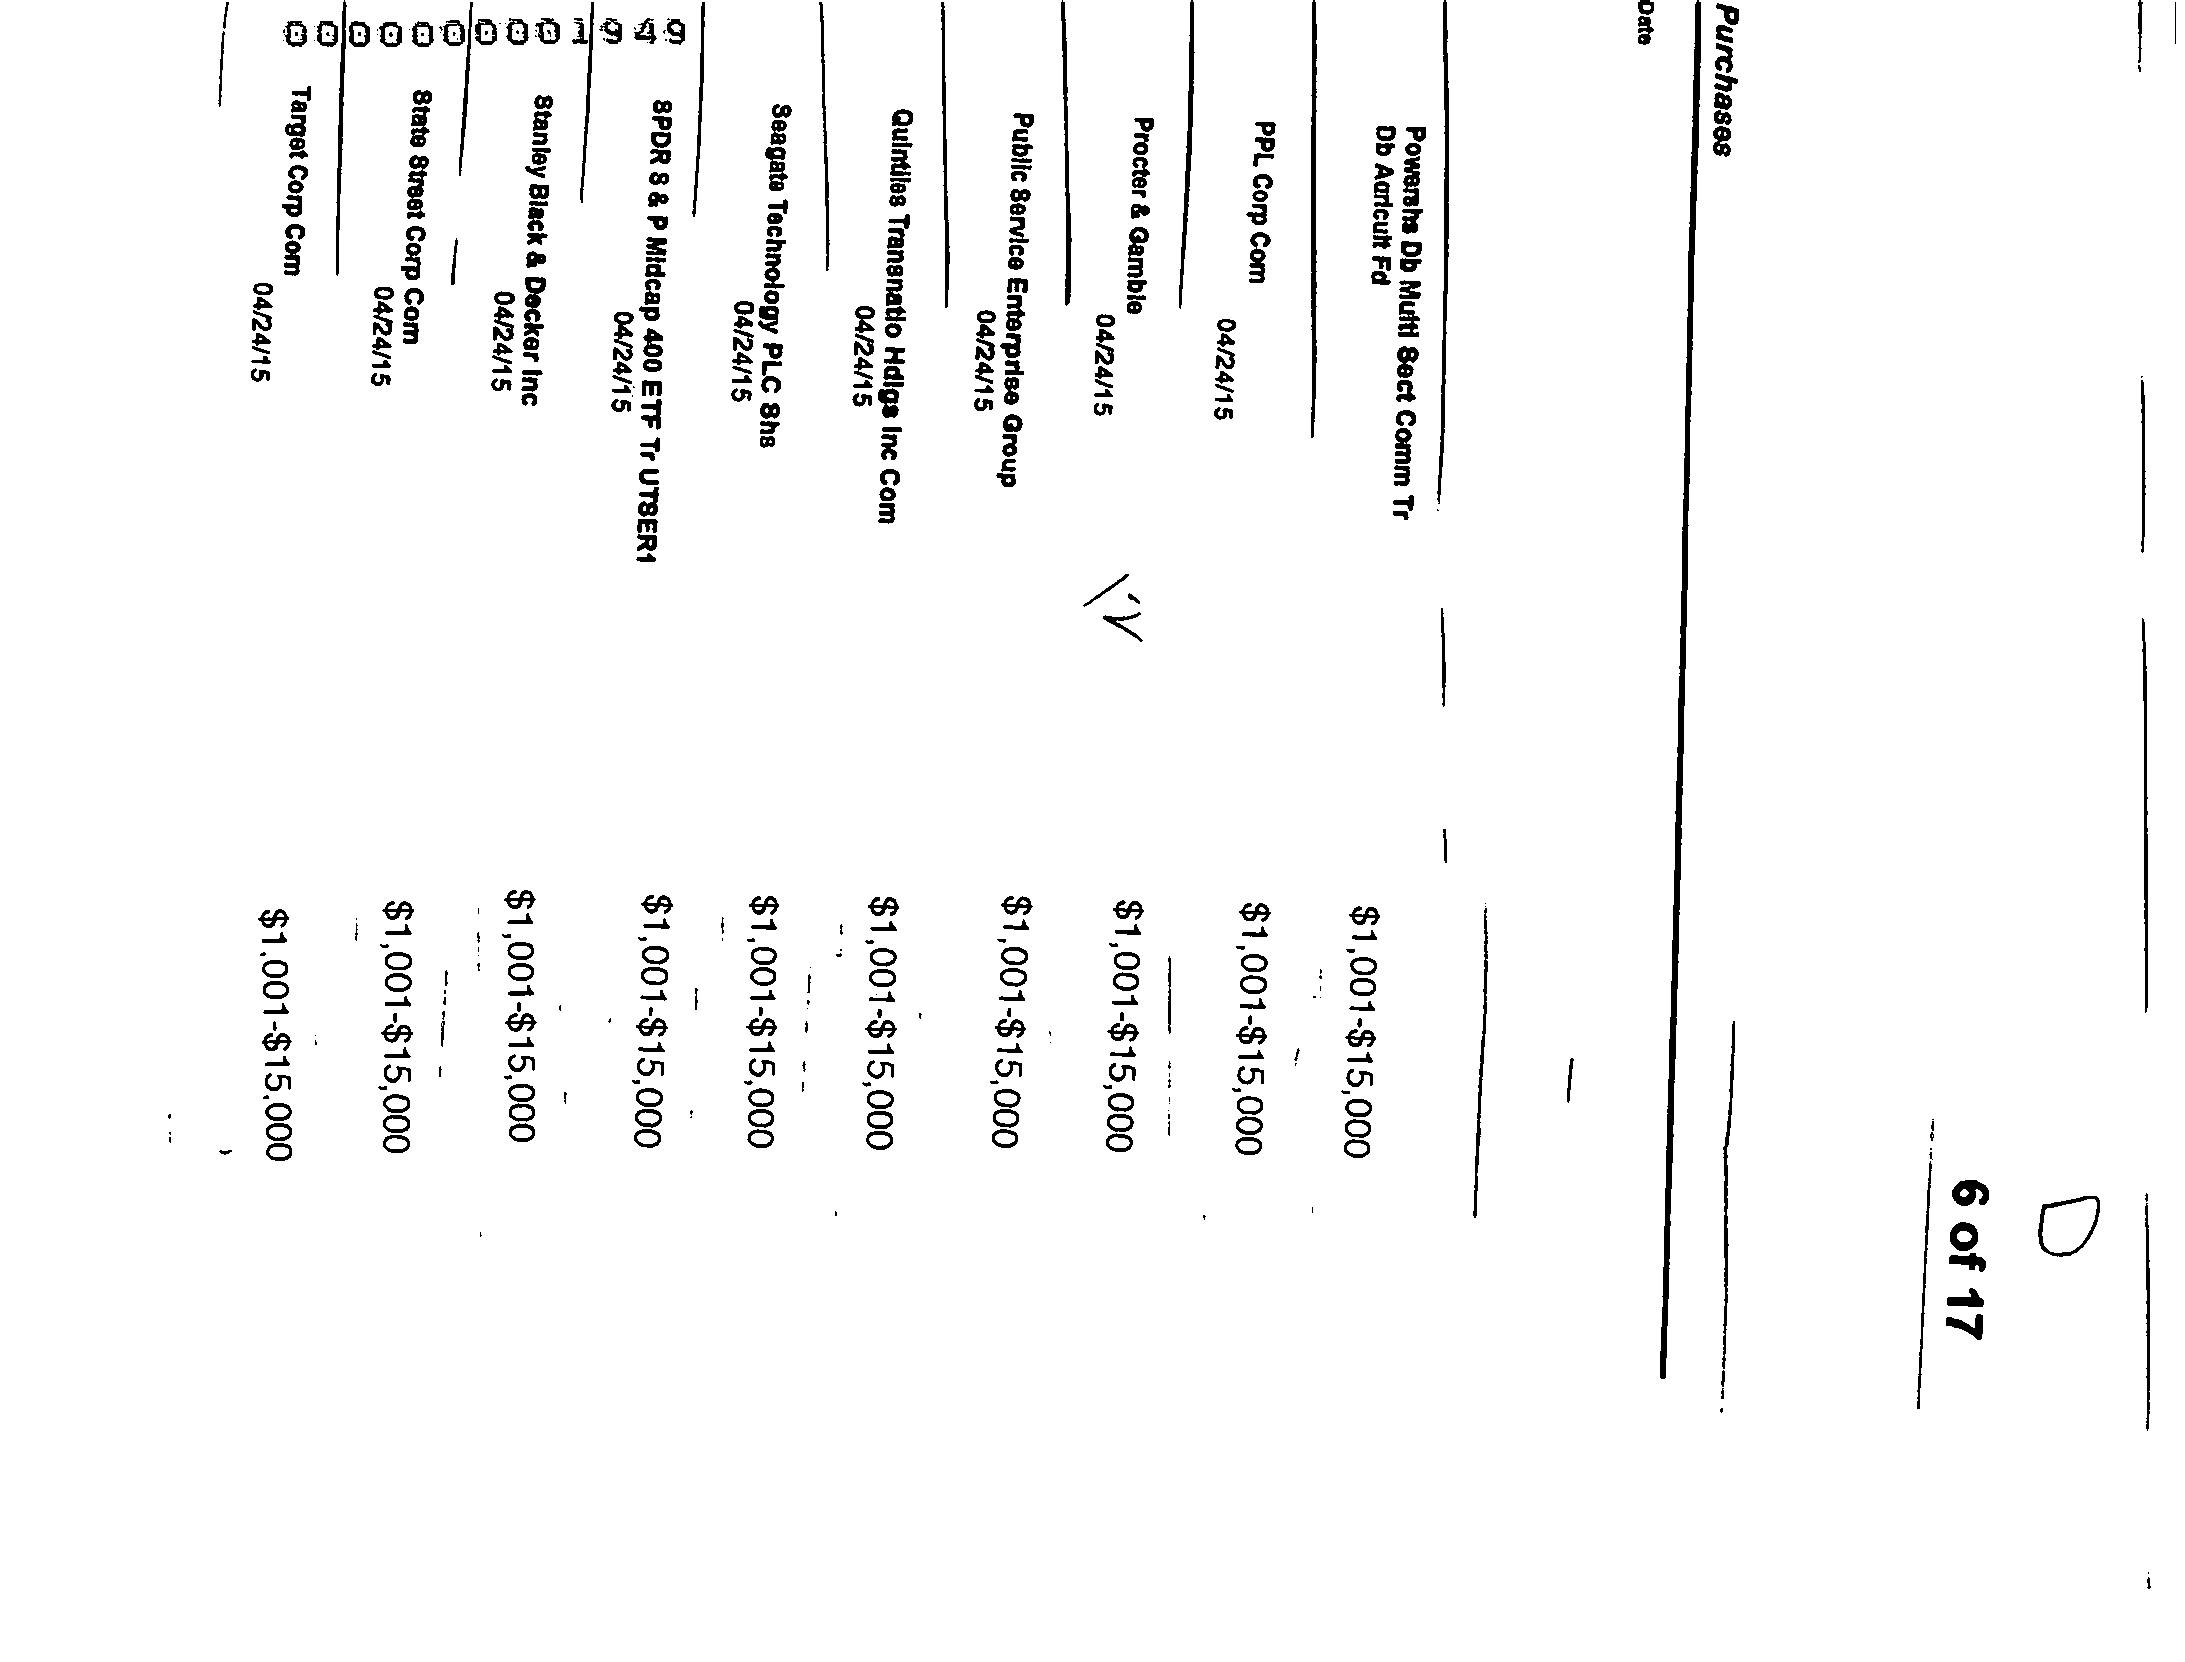 6 of 17
Purchases
Date
Powershs Db Multi Sect Comm Tr
Db Agricult Fd
$1,001-$15,000
PPL Corp Com
04/24/15
$1,001-$15,000
Procter & Gamble
04/24/15
$1,001-$15,000
Public Service Enterprise Group
04/24/15
$1,001-$15,000
Quintiles Transnatio Hdlgs Inc Com
04/24/15
$1,001-$15,000
Seagate Technology PLC Shs
04/24/15
$1,001-$15,000
SPDR S & P Midcap 400 ETF Tr UTSER1
04/24/15
$1,001-$15,000
Stanley Black & Decker Inc
04/24/15
$1,001-$15,000
State Street Corp Com
04/24/15
$1,001-$15,000
Target Corp Com
04/24/15
$1,001-$15,000